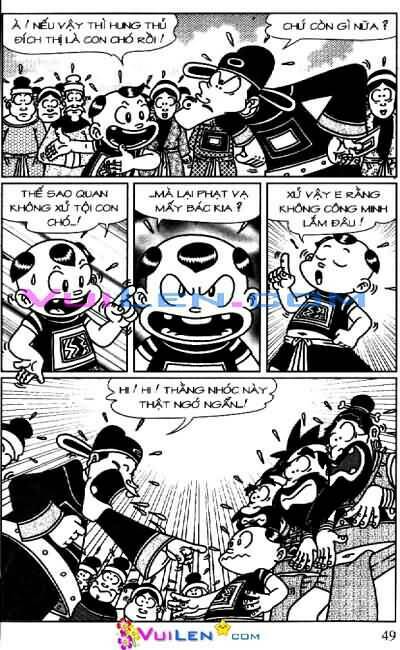 À! NẾU VẬY THÌ HUNG THỦ
ĐÍCH THỊ LÀ CON CHÓ RỒI!
CHỨ CÒN GÌ NỮA?
THẾ SAO QUAN
KHÔNG XỬ TỘI CON
CHÓ...!
...MÀ LẠI PHẠT VẠ
MẤY BÁC KIA?
XỬ VẬY E RẰNG
KHÔNG CÔNG MINH
LẮM ĐÂU!
VUILEN.COM
HI! HI! THẰNG NHÓC NÀY
THẬT NGỚ NGẨN...!
VUILEN.COM
49